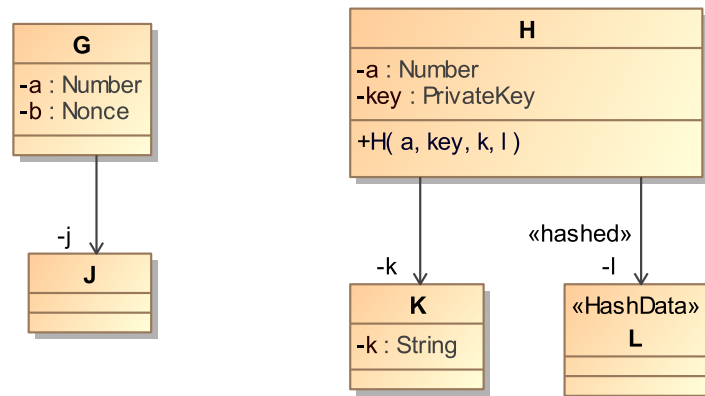 G
-a : Number
-b : Nonce
-j
J
H
-a : Number
-key : PrivateKey
+H( a, key, k, l )
-k
K
-k : String
«hashed»
-l
«HashData»
L